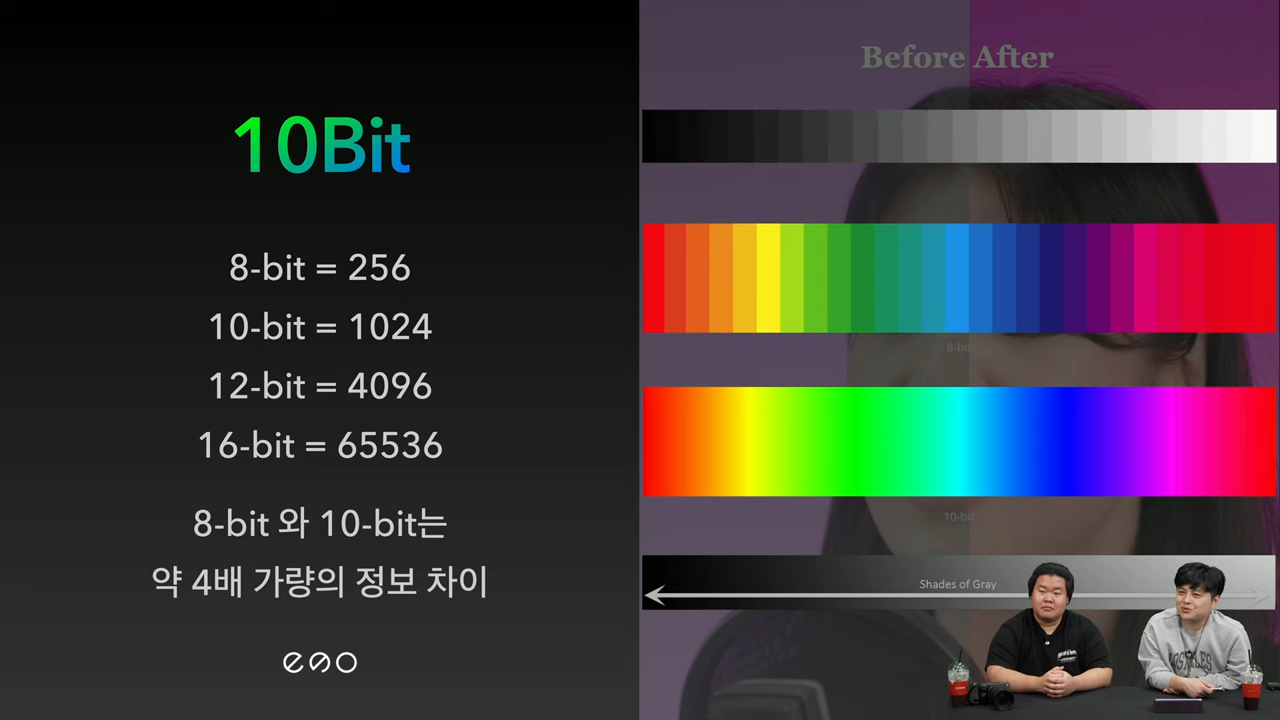 10Bit
8-bit = 256
10-bit = 1024
12-bit = 4096
16-bit = 65536
8-bit 와 10-bit는
약 4배 가량의 정보 차이
eno
Before After
8-bit
10-bit
Shades of Gray